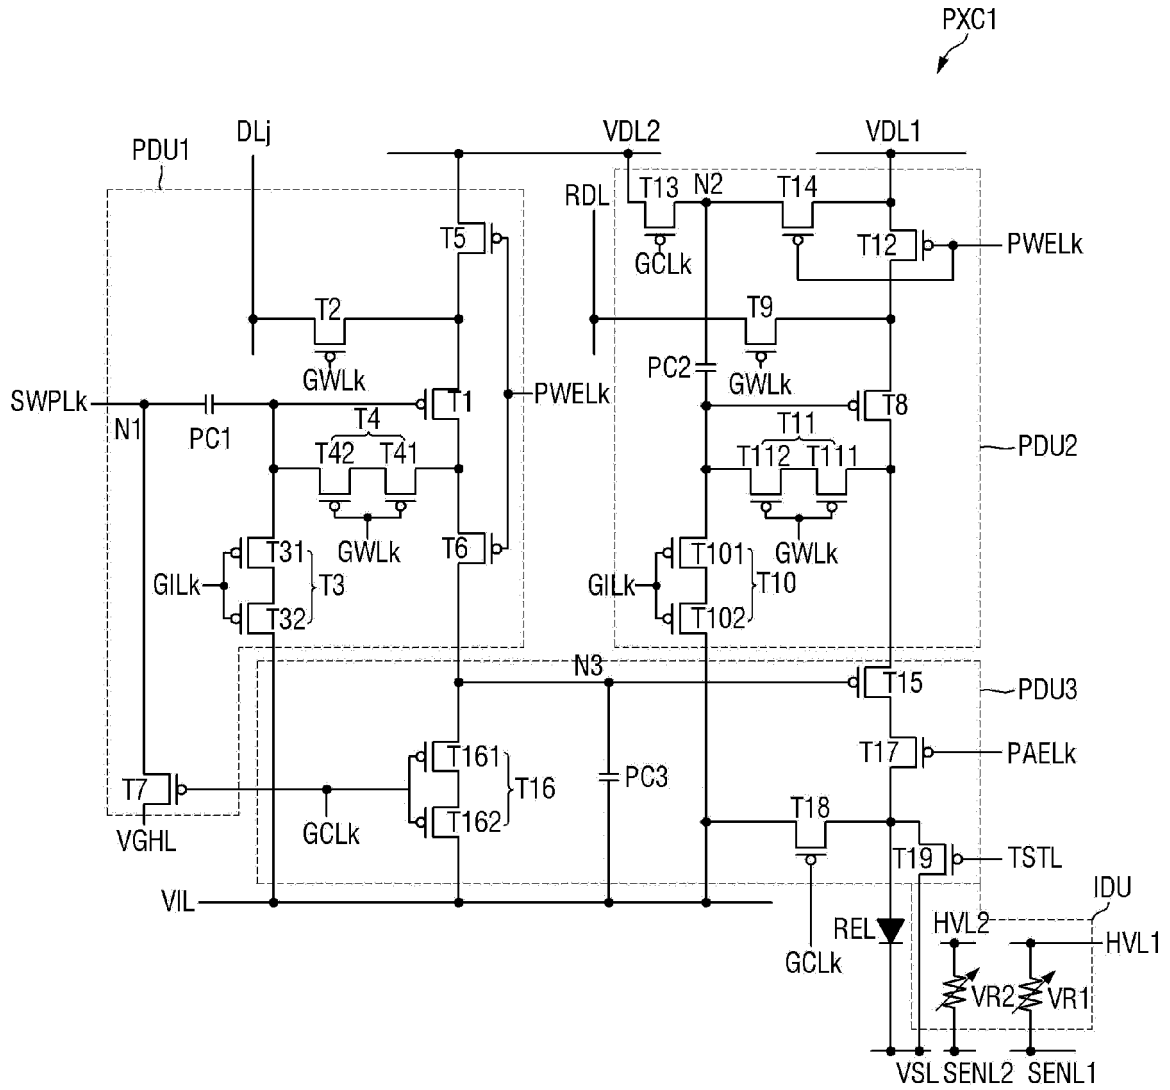 PXC1
DLj
VDL2
VDL1
PDU1
RDL
T13
N2
T14
T5
GCLk
T12
PWELk
T2
T9
GWLk
PC2
GWLk
SWPLk
T1
PWELk
T8
N1
PC1
T4
T11
PDU2
T42
T41
T112
T111
GWLk
T6
GWLk
T31
T101
GILk
T3
GILk
T10
T32
T102
N3
T15
PDU3
T161
T17
PAELk
T7
T16
PC3
T162
T18
VGHL
GCLk
T19
TSTL
VIL
IDU
REL
HVL2
HVL1
GCLk
VR2
VR1
VSL
SENL2
SENL1